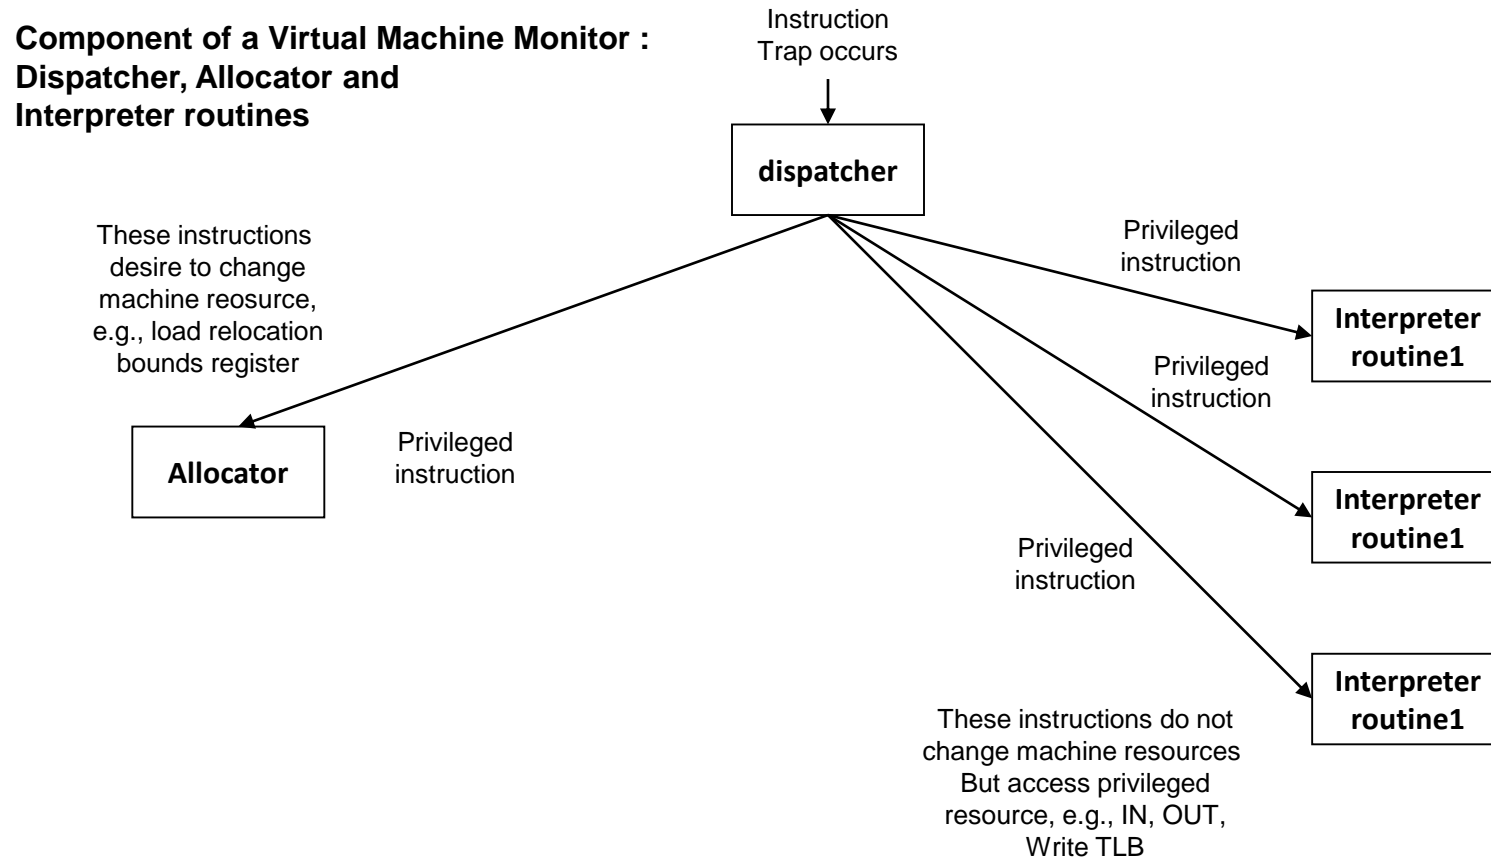 Component of a Virtual Machine Monitor :
Dispatcher, Allocator and
Interpreter routines
Instruction
Trap occurs
dispatcher
These instructions
desire to change
machine reosurce,
e.g., load relocation
bounds register
Allocator
Privileged
instruction
Privileged
instruction
Interpreter
routine1
Privileged
instruction
Interpreter
routine1
Privileged
instruction
Interpreter
routine1
These instructions do not
change machine resources
But access privileged
resource, e.g., IN, OUT,
Write TLB